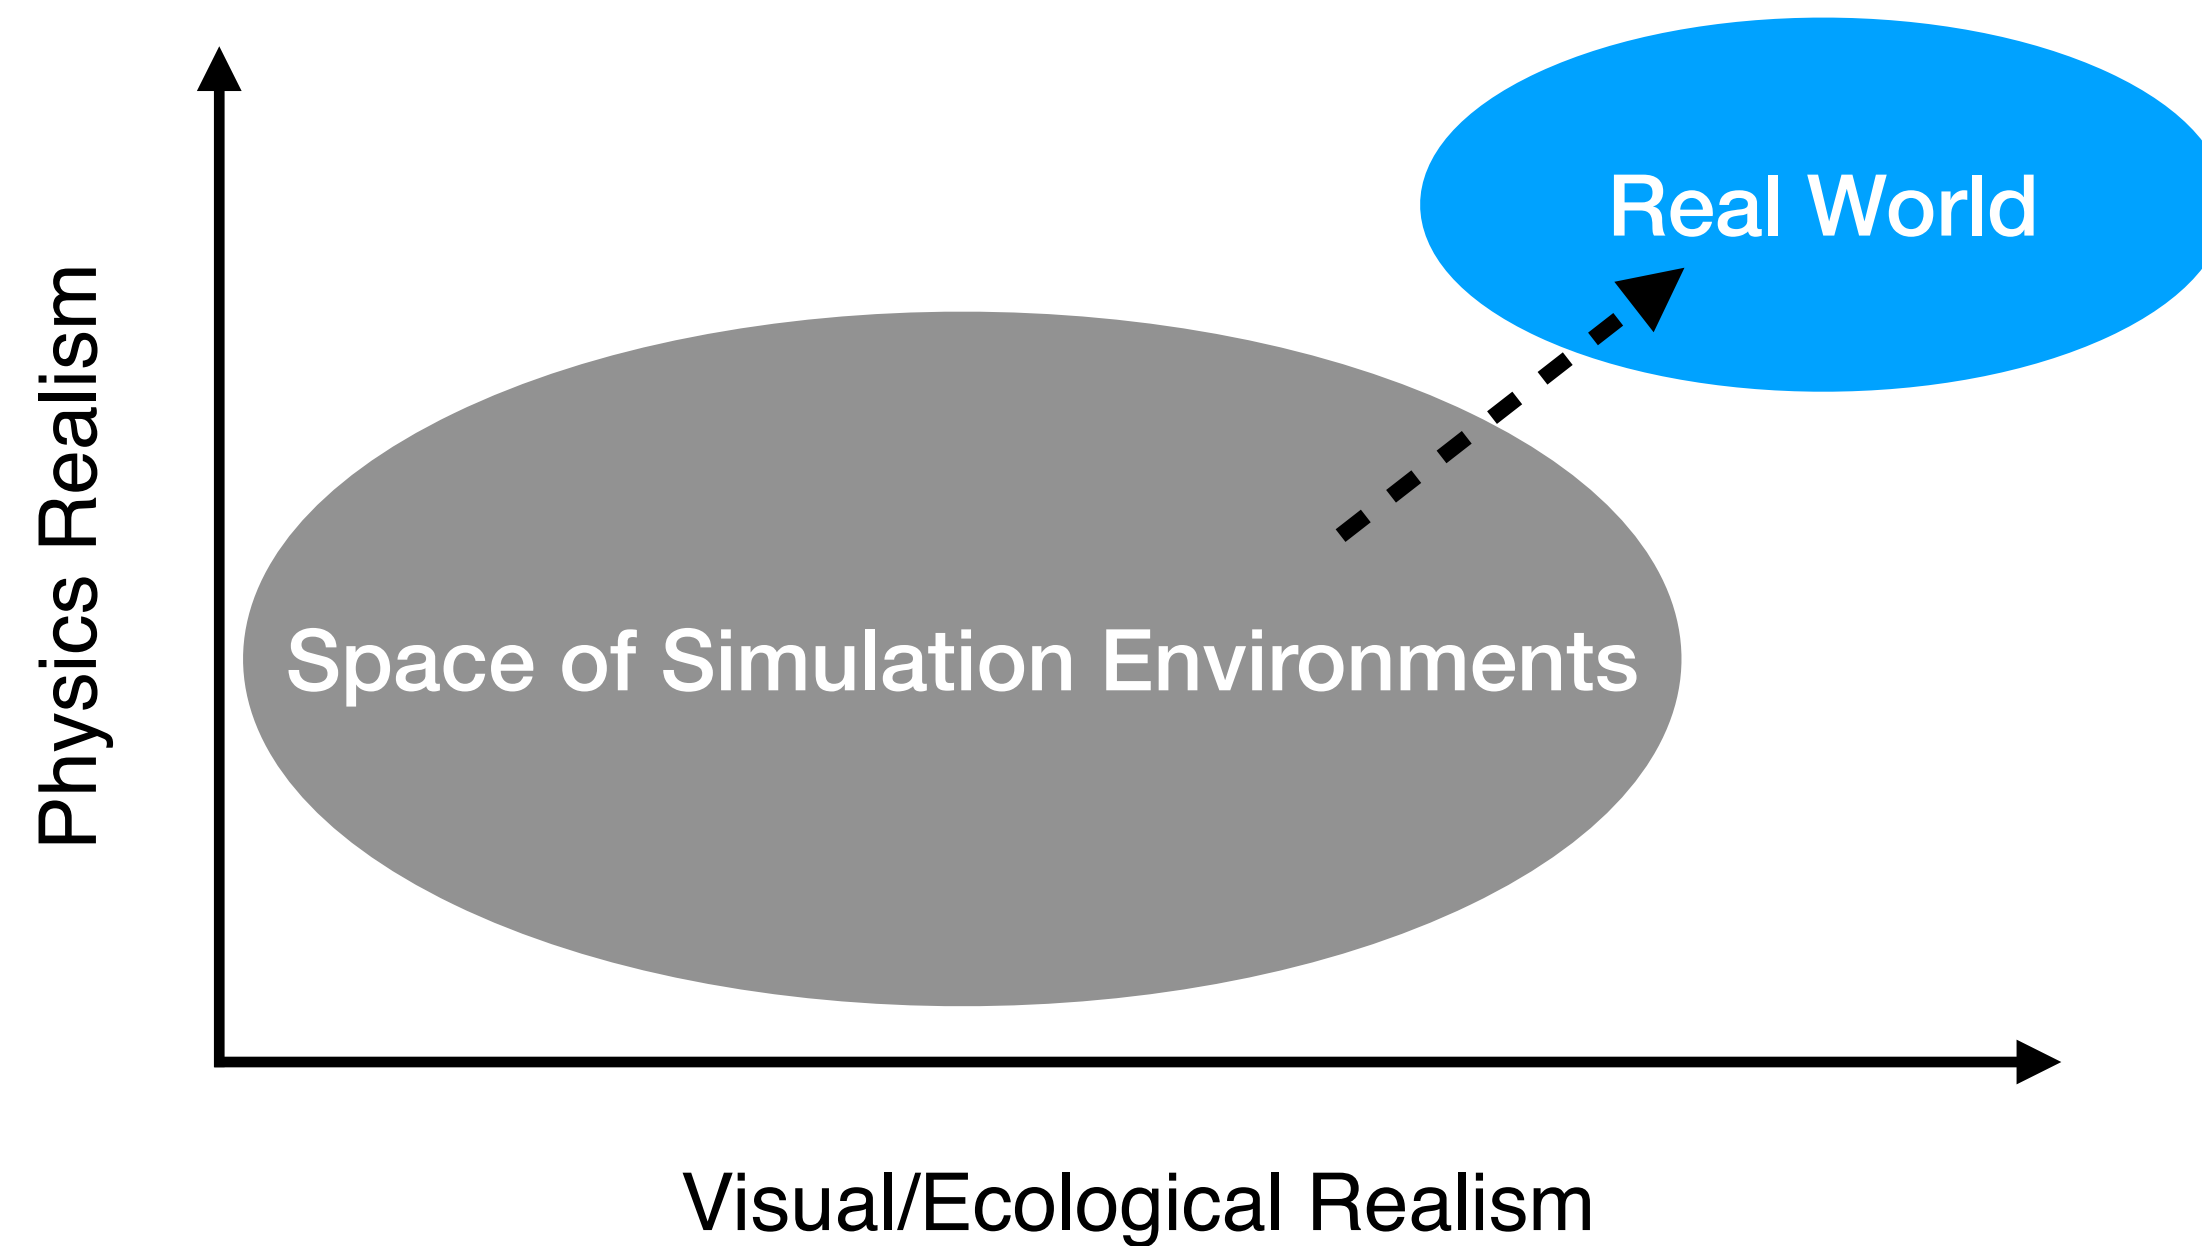 Real World
Physics Realism
Space of Simulation Environments
Visual/Ecological Realism